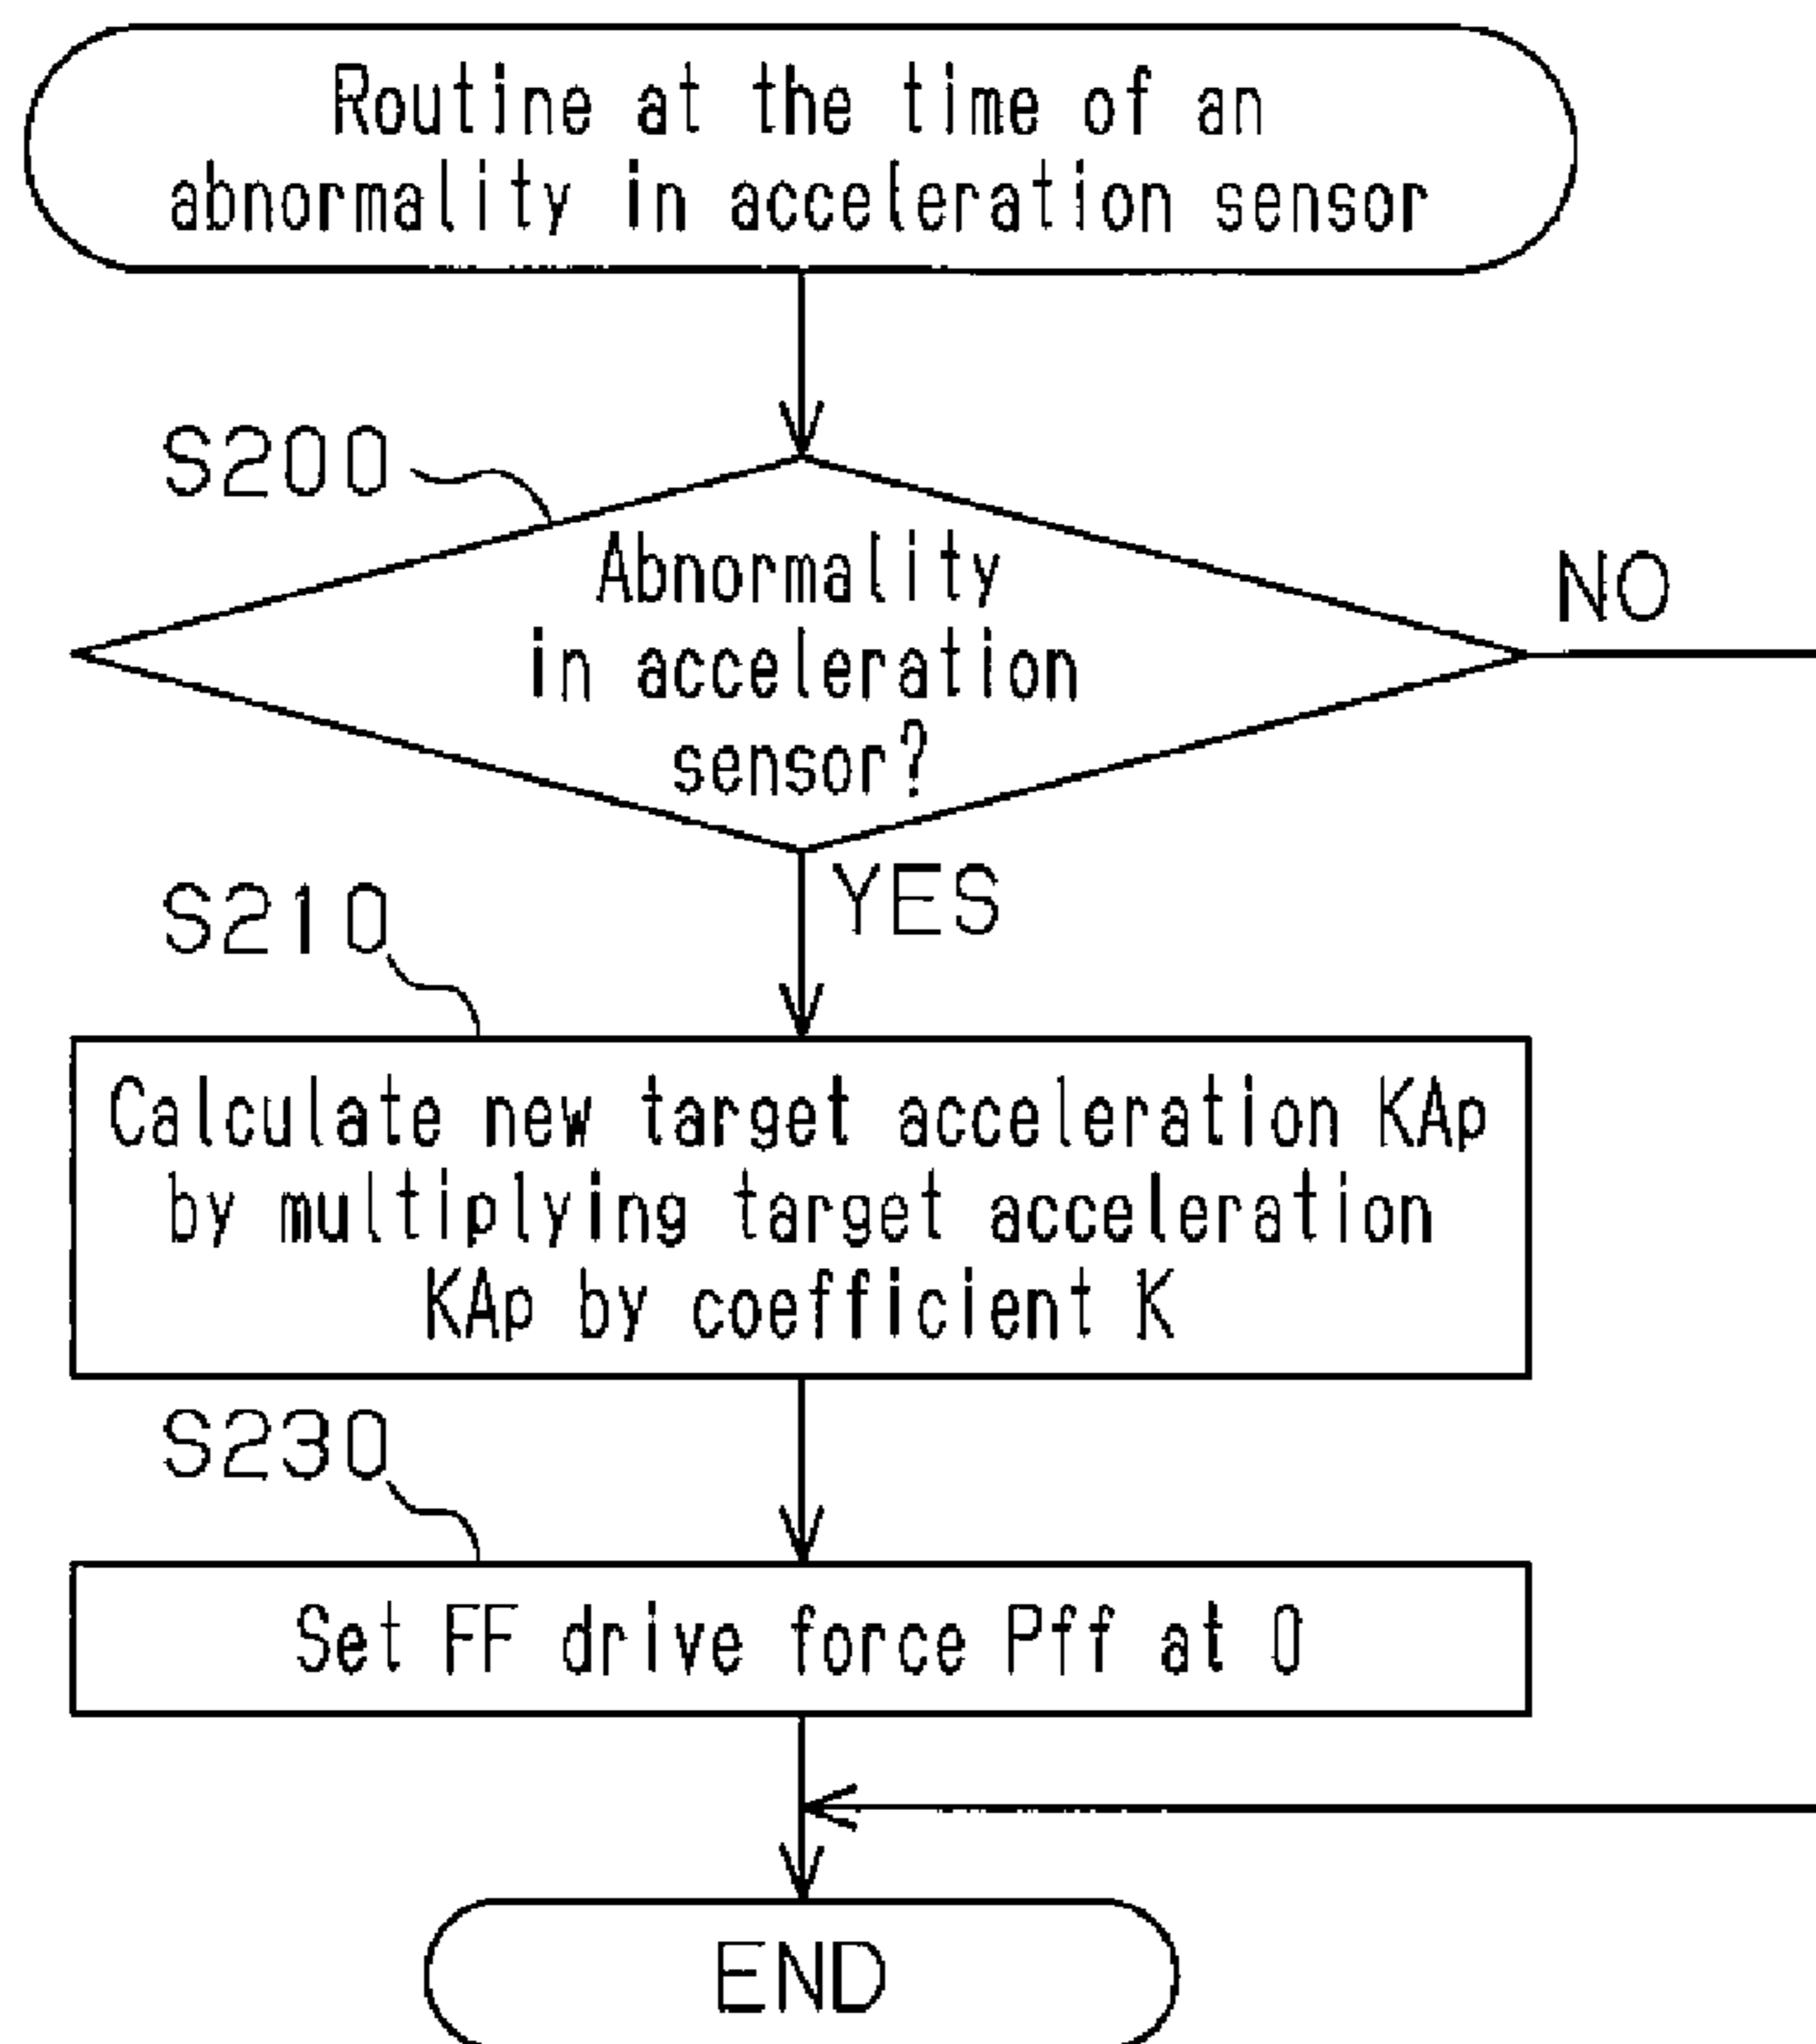 Routine at the time of an
abnormality in acceleration sensor
S200
Abnormality
in acceleration
sensor?
NO
YES
S210
Calculate new target acceleration KAp
by multiplying target acceleration
KAp by coefficient K
S230
Set FF drive force Pff at 0
END